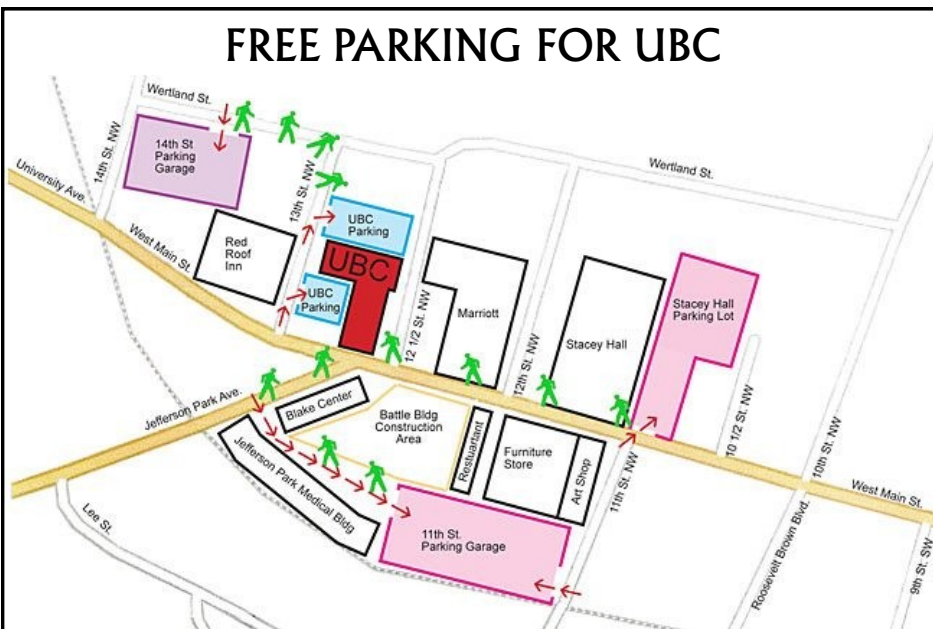 FREE PARKING FOR UBC
Wertland St.
14th St. NW
14th St
Parking
Garage
University Ave.
West Main St.
Red
Roof
Inn
13th St. NW
UBC
Parking
UBC
UBC
Parking
12 1/2 St. NW
Marriott
Wertland St.
12th St. NW
Stacey Hall
Stacey Hall
Parking Lot
10 1/2 St. NW
10th St. NW
West Main St.
Jefferson Park Ave.
Blake Center
Battle Bldg
Construction
Area
Restuartant
Furniture
Store
Art Shop
11th St. NW
Jefferson Park Medical Bldg
11th St.
Parking Garage
Lee St.
Roosevelt Brown Blvd.
9th St. SW